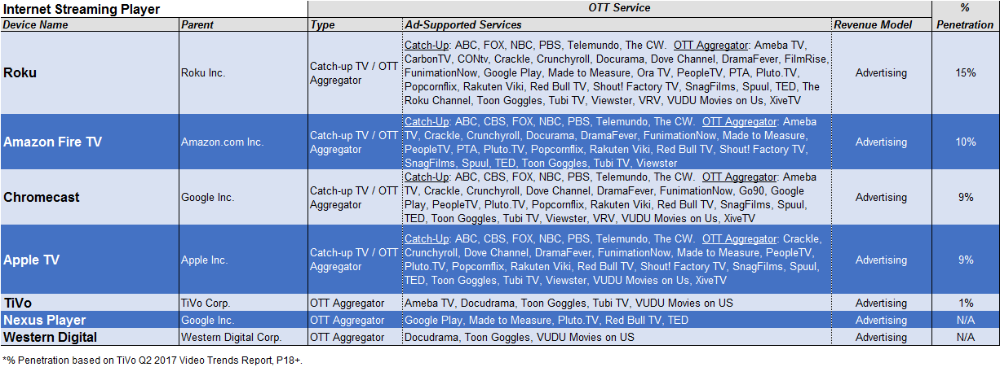 Internet Streaming Player OTT Service %
Device Name Parent Type Ad-Supported Services Revenue Model Penetration
Roku Roku Inc. Catch-up TV / OTT Aggregator
Catch-Up: ABC, FOX, NBC, PBS, Telemundo, The CW. OTT Aggregator: Ameba TV,
CarbonTV, CONtv, Crackle, Crunchyroll, Docurama, Dove Channel, DramaFever, FilmRise,
FunimationNow, Google Play, Made to Measure, Ora TV, PeopleTV, PTA, Pluto.TV,
Popcornflix, Rakuten Viki, Red Bull TV, Shout! Factory TV, SnagFilms, Spuul, TED, The
Roku Channel, Toon Goggles, Tubi TV, Viewster, VRV, VUDU Movies on Us, XiveTV
Advertising 15%
Amazon Fire TV Amazon.com Inc. Catch-up TV / OTT Aggregator
Catch-Up: ABC, CBS, FOX, NBC, PBS, Telemundo, The CW. OTT Aggregator: Ameba
TV, Crackle, Crunchyroll, Docurama, DramaFever, FunimationNow, Made to Measure,
PeopleTV, PTA, Pluto.TV, Popcornflix, Rakuten Viki, Red Bull TV, Shout! Factory TV,
SnagFilms, Spuul, TED, Toon Goggles, Tubi TV, Viewster
Advertising 10%
Chromecast Google Inc. Catch-up TV / OTT Aggregator
Catch-Up: ABC, CBS, FOX, NBC, PBS, Telemundo, The CW. OTT Aggregator: Ameba
TV, Crackle, Crunchyroll, Dove Channel, DramaFever, FunimationNow, Go90, Google
Play, PeopleTV, Pluto.TV, Popcornflix, Rakuten Viki, Red Bull TV, SnagFilms, Spuul,
TED, Toon Goggles, Tubi TV, Viewster, VRV, VUDU Movies on Us, XiveTV
Advertising 9%
Apple TV Apple Inc. Catch-up TV / OTT Aggregator
Catch-Up: ABC, CBS, FOX, NBC, PBS, Telemundo, The CW. OTT Aggregator: Crackle,
Crunchyroll, Dove Channel, DramaFever, FunimationNow, Made to Measure, PeopleTV,
Pluto.TV, Popcornflix, Rakuten Viki, Red Bull TV, Shout! Factory TV, SnagFilms, Spuul,
TED, Toon Goggles, Tubi TV, Viewster, VUDU Movies on Us, XiveTV
Advertising 9%
TiVo TiVo Corp. OTT Aggregator Ameba TV, Docudrama, Toon Goggles, Tubi TV, VUDU Movies on US Advertising 1%
Nexus Player Google Inc. OTT Aggregator Google Play, Made to Measure, Pluto.TV, Red Bull TV, TED Advertising N/A
Western Digital Western Digital Corp. OTT Aggregator Docudrama, Toon Goggles, VUDU Movies on US Advertising N/A
*% Penetration based on TiVo Q2 2017 Video Trends Report, P18+.